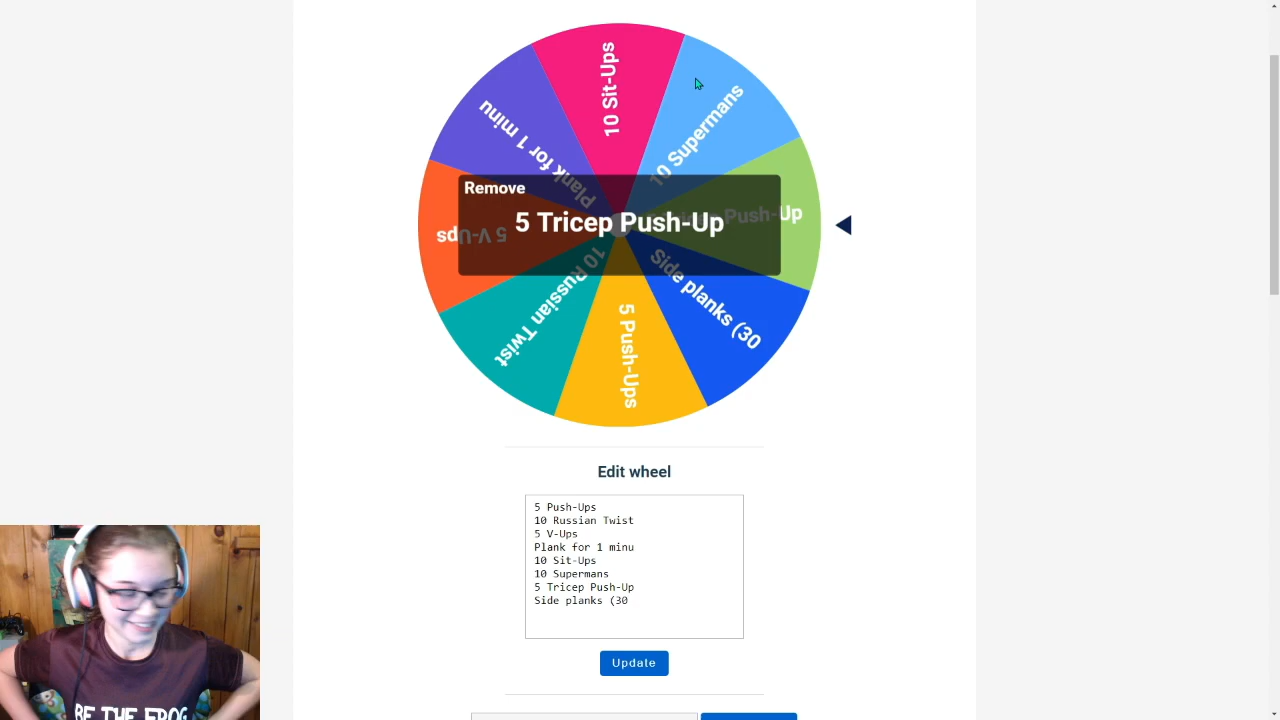 10 Sit-Ups
10 Supermans
Plank for 1 minu
Remove
5 Tricep Push-Up
Push-Up
5 V-Ups
Side planks (30
10 Russian Twist
5 Push-Ups
Edit wheel
5 Push-Ups
10 Russian Twist
5 V-Ups
Plank for 1 minu
10 Sit-Ups
10 Supermans
5 Tricep Push-Up
Side planks (30
Update
BE THE FROG